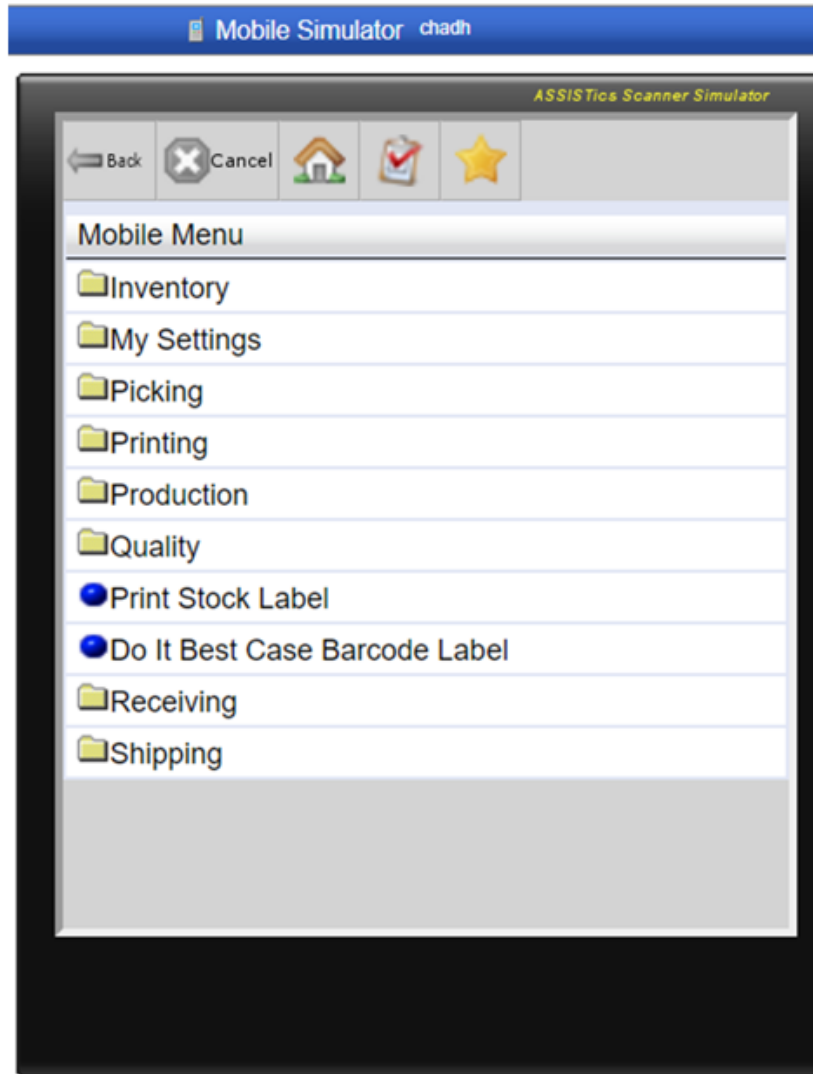 Mobile Simulator chadh
ASSISTics Scanner Simulator
Back Cancel
Mobile Menu
Inventory
My Settings
Picking
Printing
Production
Quality
Print Stock Label
Do It Best Case Barcode Label
Receiving
Shipping